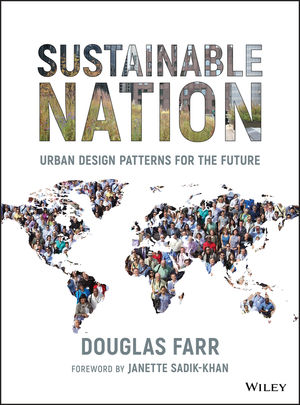 SUSTAINABLE
NATION
URBAN DESIGN PATTERNS FOR THE FUTURE
DOUGLAS FARR
FOREWORD BY JANETTE SADIK-KHAN
WILEY